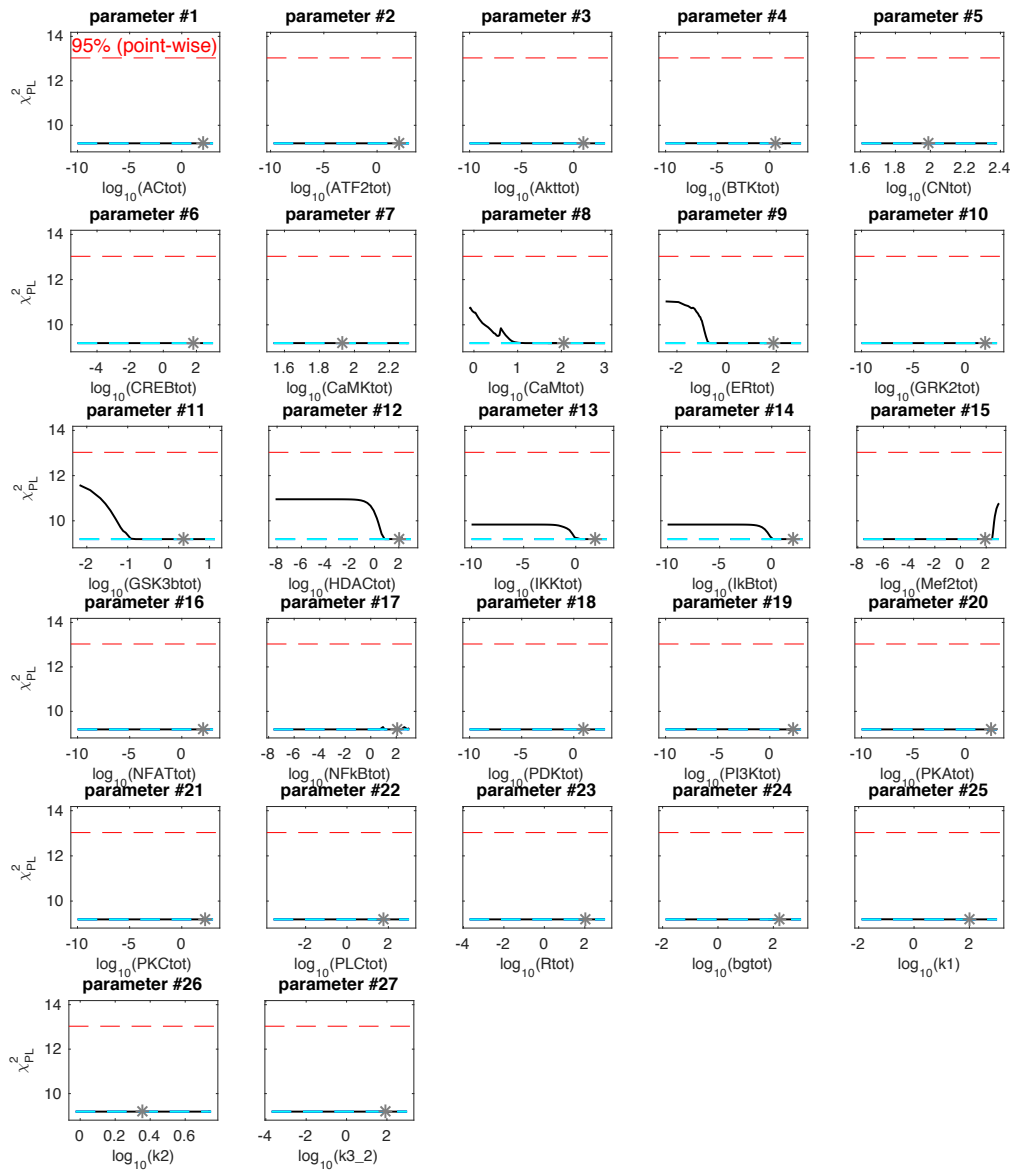 parameter #1 parameter #2 parameter #3 parameter #4 parameter #5
14
95% (point-wise)
12
χ²PL
10
-10 -5 0 -10 -5 0 -10 -5 0 -10 -5 0 1.6 1.8 2 2.2 2.4
log10(ACtot) log10(ATF2tot) log10(Akttot) log10(BTKtot) log10(CNtot)
parameter #6 parameter #7 parameter #8 parameter #9 parameter #10
14
12
χ²PL
10
-4 -2 0 2 1.6 1.8 2 2.2 0 1 2 3 -2 0 2 -10 -5 0
log10(CREBtot) log10(CaMKtot) log10(CaMtot) log10(ERtot) log10(GRK2tot)
parameter #11 parameter #12 parameter #13 parameter #14 parameter #15
14
12
χ²PL
10
-2 -1 0 1 -8 -6 -4 -2 0 2 -10 -5 0 -10 -5 0 -8 -6 -4 -2 0 2
log10(GSK3btot) log10(HDACtot) log10(IKKtot) log10(IkBtot) log10(Mef2tot)
parameter #16 parameter #17 parameter #18 parameter #19 parameter #20
14
12
χ²PL
10
-10 -5 0 -8 -6 -4 -2 0 2 -10 -5 0 -10 -5 0 -10 -5 0
log10(NFATtot) log10(NFkBtot) log10(PDKtot) log10(PI3Ktot) log10(PKAtot)
parameter #21 parameter #22 parameter #23 parameter #24 parameter #25
14
12
χ²PL
10
-10 -5 0 -2 0 2 -4 -2 0 2 -2 0 2 -2 0 2
log10(PKCtot) log10(PLCtot) log10(Rtot) log10(bgtot) log10(k1)
parameter #26 parameter #27
14
12
χ²PL
10
0 0.2 0.4 0.6 -4 -2 0 2
log10(k2) log10(k3_2)